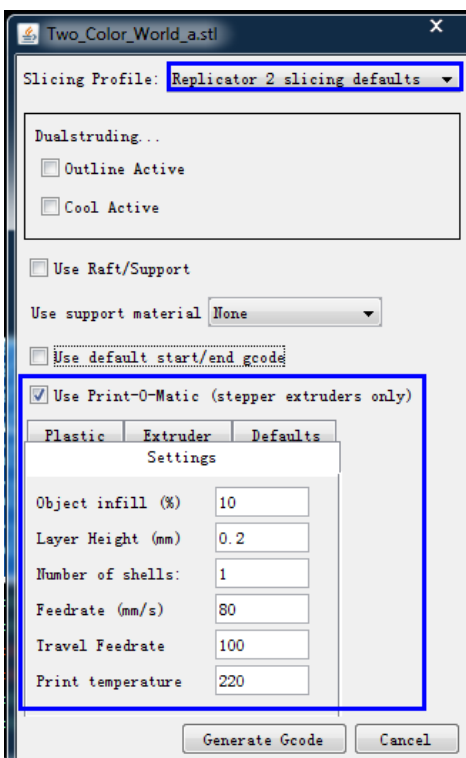 Two_Color_World_a.stl
x
Slicing Profile: Replicator 2 slicing defaults
Dualstruding...
Outline Active
Cool Active
Use Raft/Support
Use support material None
Use default start/end gcode
Use Print-O-Matic (stepper extruders only)
Plastic Extruder Defaults
Settings
Object infill (%) 10
Layer Height (mm) 0.2
Number of shells: 1
Feedrate (mm/s) 80
Travel Feedrate 100
Print temperature 220
Generate Gcode Cancel